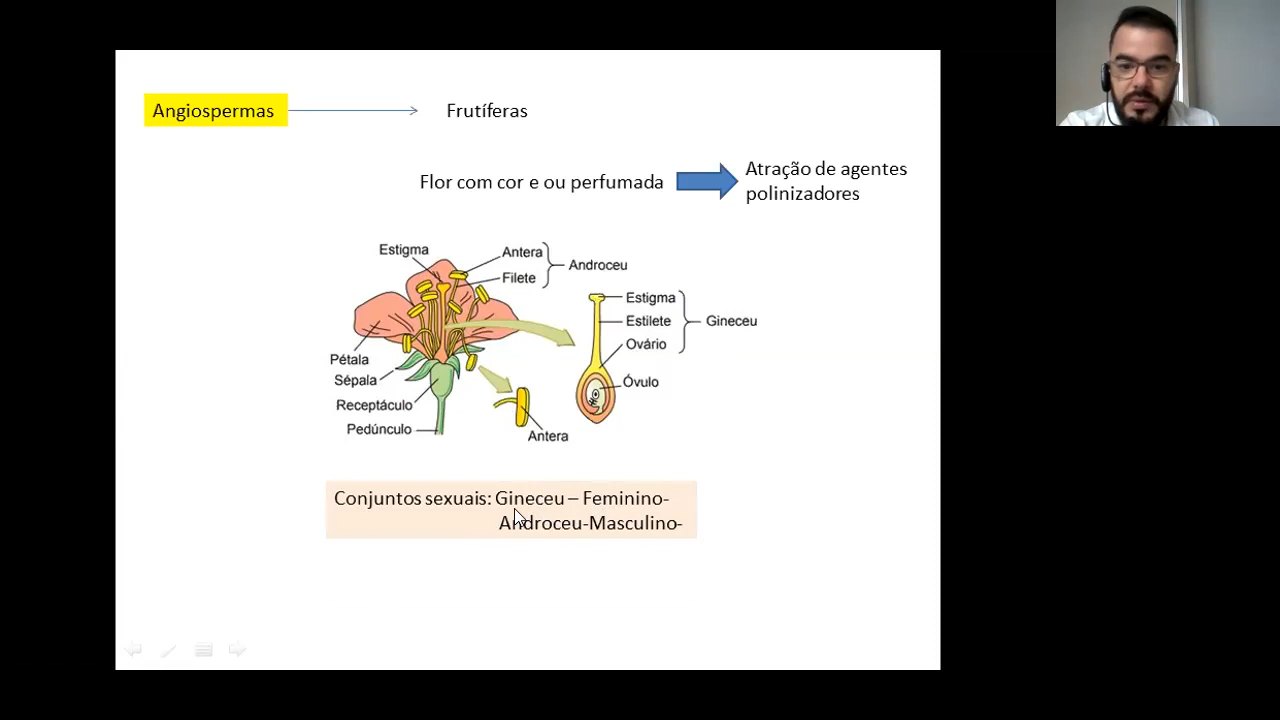 Angiospermas
Frutíferas
Flor com cor e ou perfumada
Atração de agentes
polinizadores
Estigma
Antera
Filete
Androceu
Pétala
Sépala
Receptáculo
Pedúnculo
Antera
Estigma
Estilete
Ovário
Gineceu
Óvulo
Conjuntos sexuais: Gineceu – Feminino-
Androceu-Masculino-